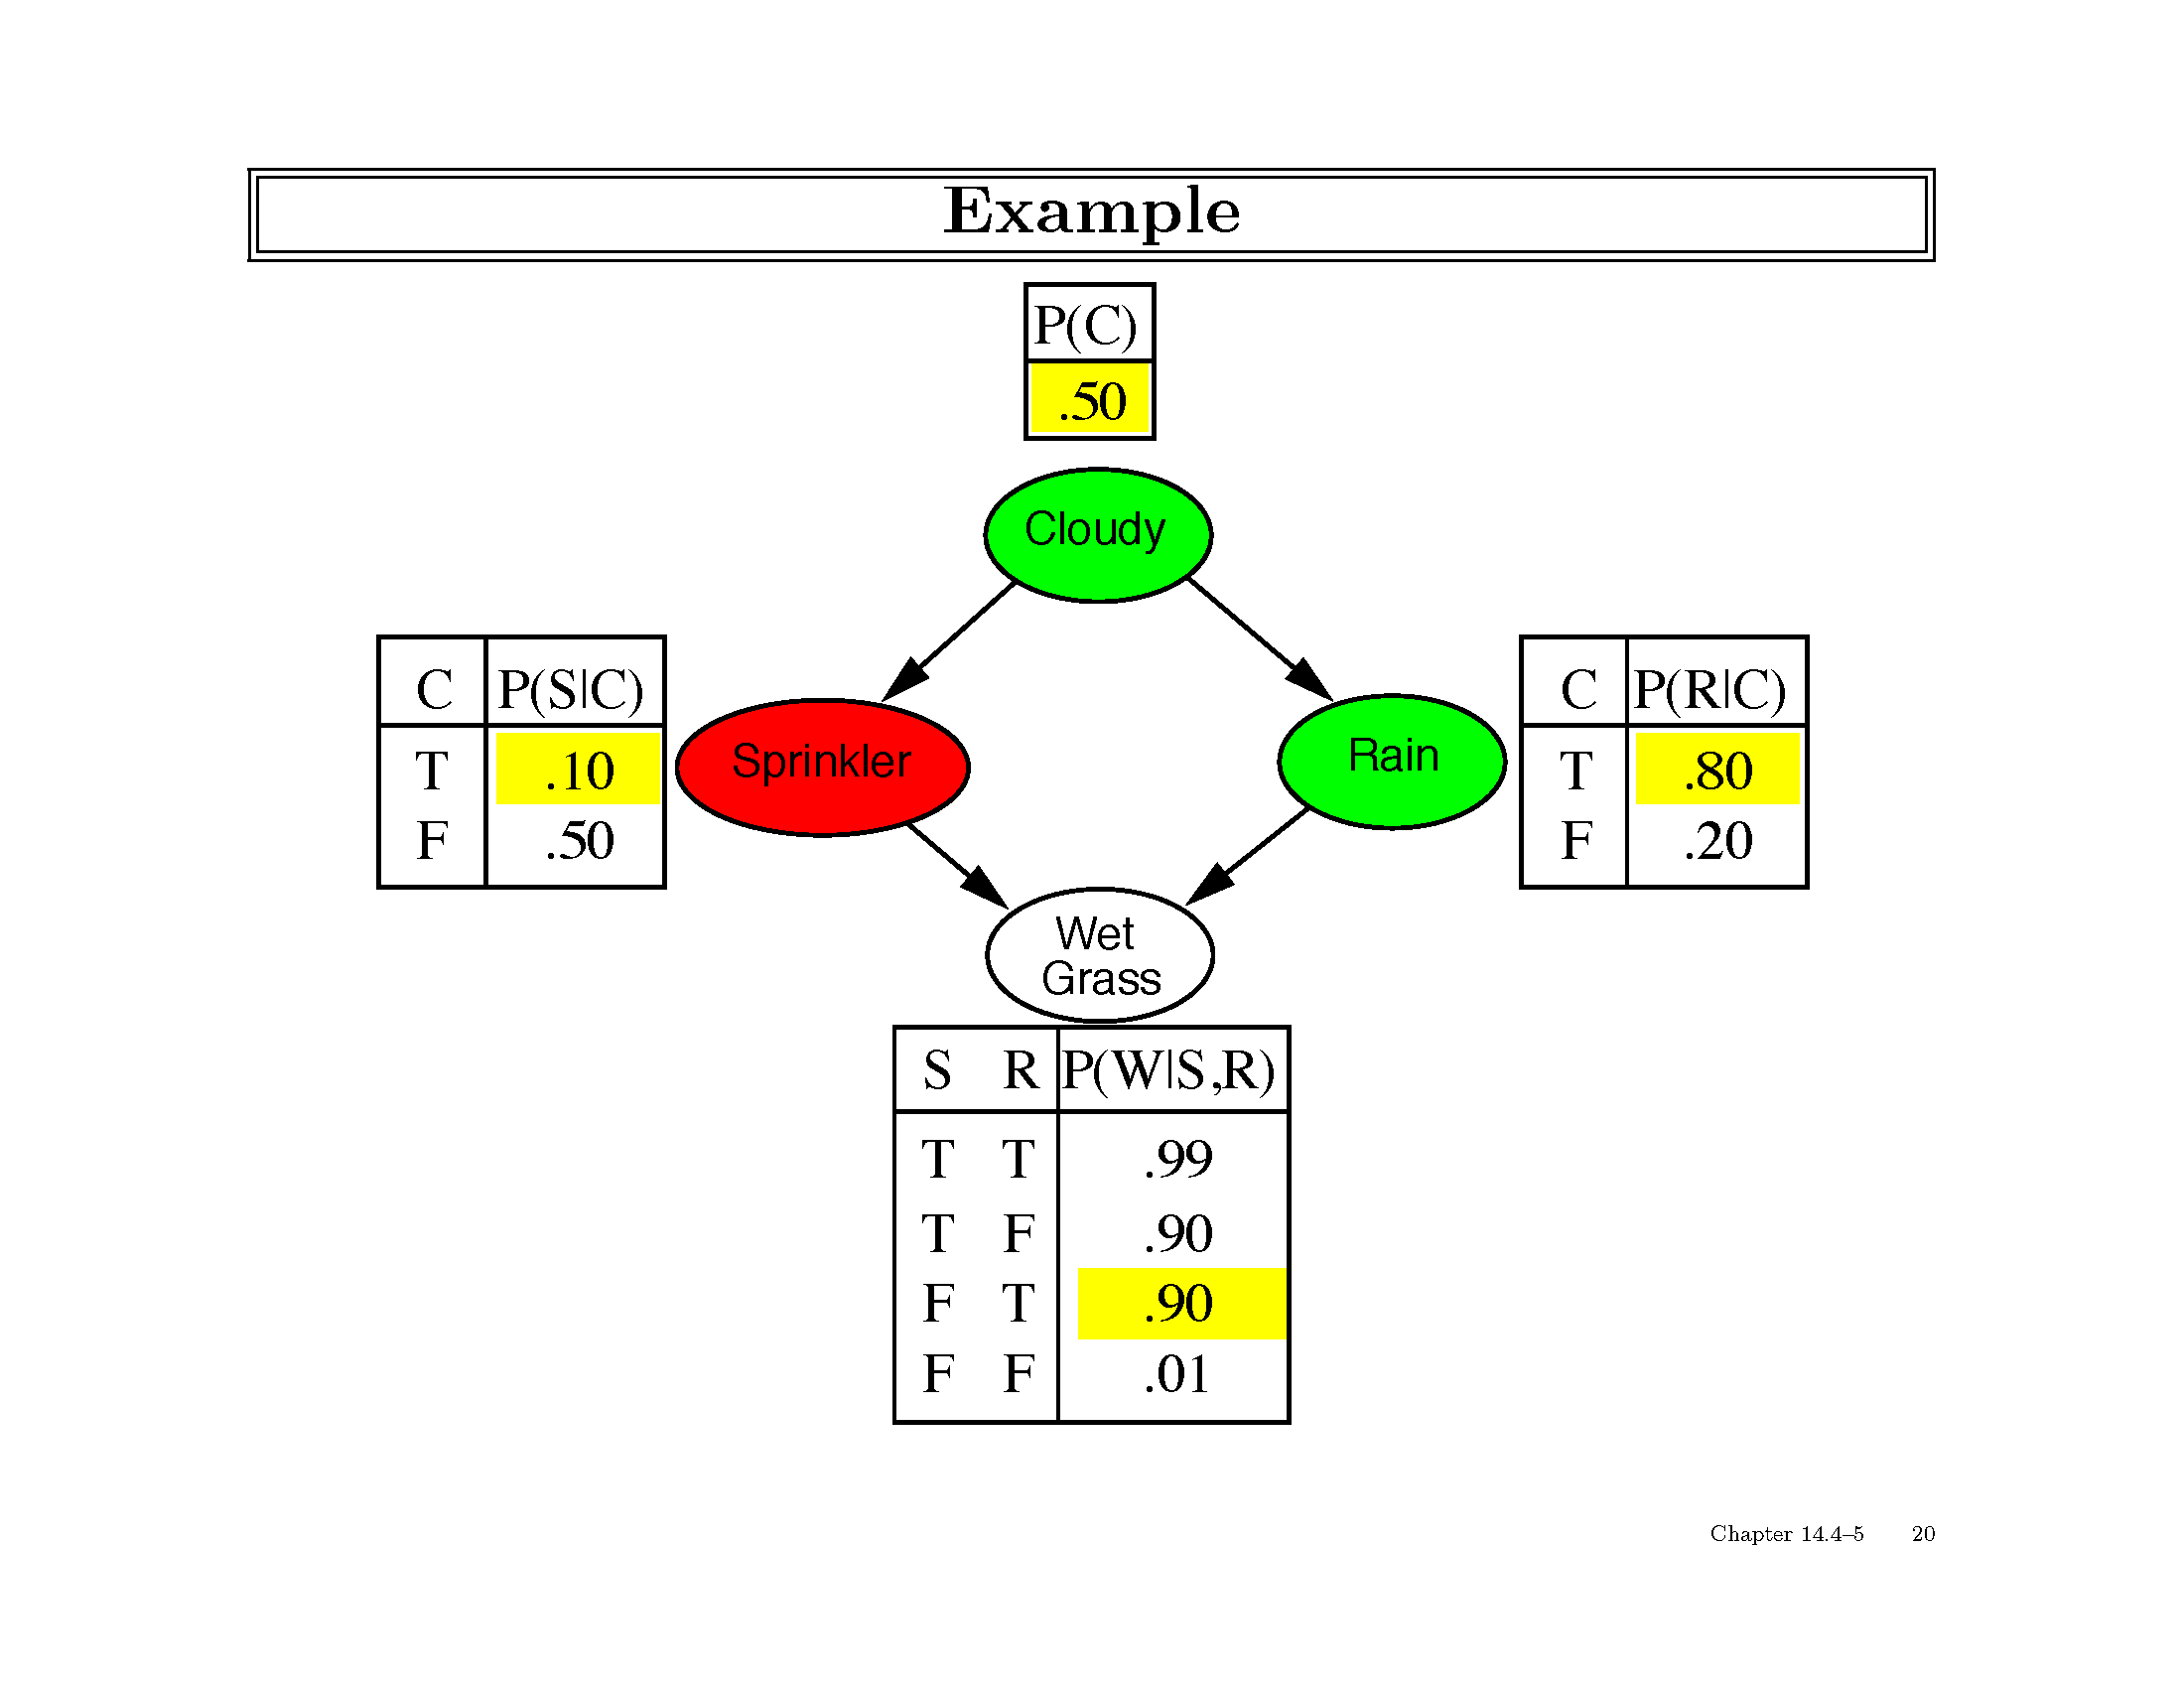 Example
P(C)
.50
Cloudy
C P(S|C)
T .10
F .50
Sprinkler
Rain
C P(R|C)
T .80
F .20
Wet
Grass
S R P(W|S,R)
T T .99
T F .90
F T .90
F F .01
Chapter 14.4–5 20